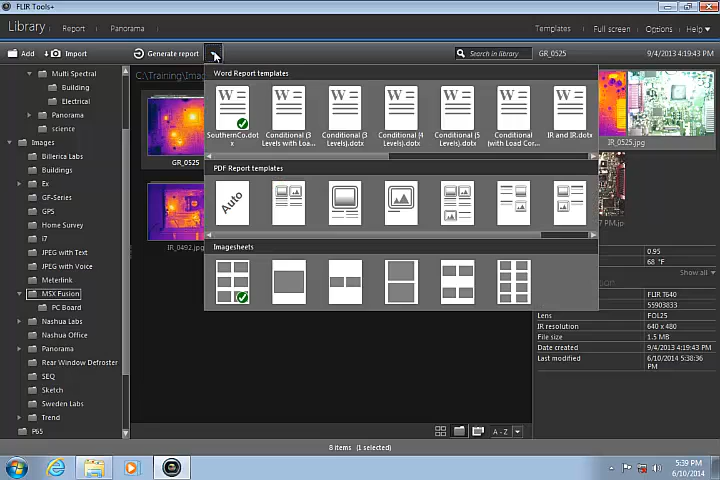 FLIR Tools+
Library Report Panorama Templates Full screen Options Help
Add Import Generate report Search in library GR_0525 9/4/2013 4:19:43 PM
Multi Spectral
Building
Electrical
Panorama
science
Images
Billerica Labs
Buildings
Ex
GF-Series
GPS
Home Survey
i7
JPEG with Text
JPEG with Voice
Meterlink
MSX Fusion
PC Board
Nashua Labs
Nashua Office
Panorama
Rear Window Defroster
SEQ
Sketch
Sweden Labs
Trend
P65
C:\Training\Imag
GR_0525
IR_0492.jpg
Word Report templates
SouthernCo.dot
x
Conditional (3
Levels with Loa...
Conditional (3
Levels).dotx
Conditional (4
Levels).dotx
Conditional (5
Levels).dotx
Conditional
(with Load Cor...
IR and IR.dotx
PDF Report templates
Auto
Imagesheets
IR_0525.jpg
0.95
68 °F
Show all
FLIR T640
55903833
Lens FOL25
IR resolution 640 x 480
File size 1.5 MB
Date created 9/4/2013 4:19:43 PM
Last modified 6/10/2014 5:38:36
PM
A - Z
8 items (1 selected)
5:39 PM
6/10/2014